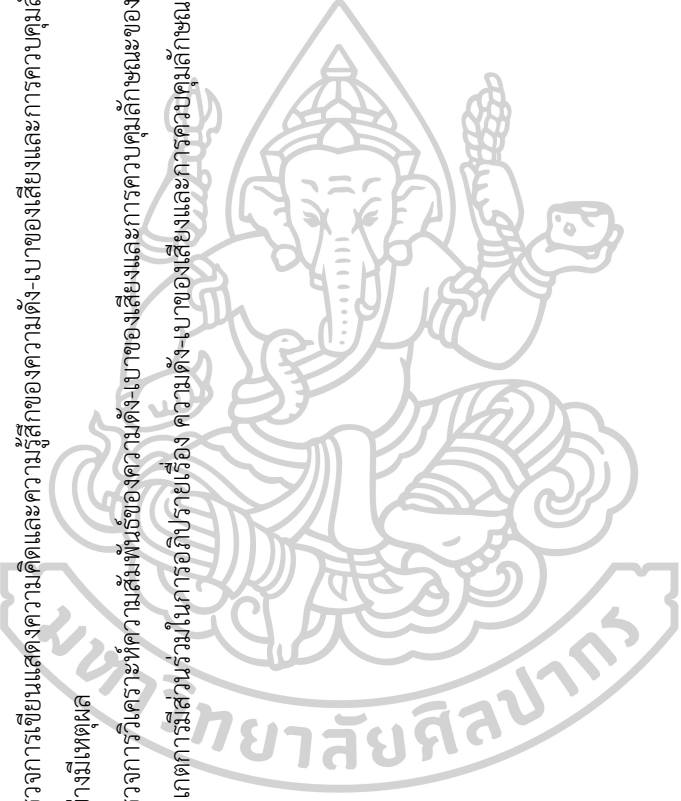 รวจการเขียนแสดงความคิดและความรู้สึกของความดัง-เบาของเสียงและการควบคุมลั
ย่างมีเหตุผล
รวจการวิเคราะห์ความสัมพันธ์ของความดัง-เบาของเสียงและการควบคุมลักษณะของ
เกตการมีส่วนร่วมในการอภิปรายเรื่อง ความดัง-เบาของเสียงและการควบคุมลักษณ
มหาวิทยาลัยศิลปากร